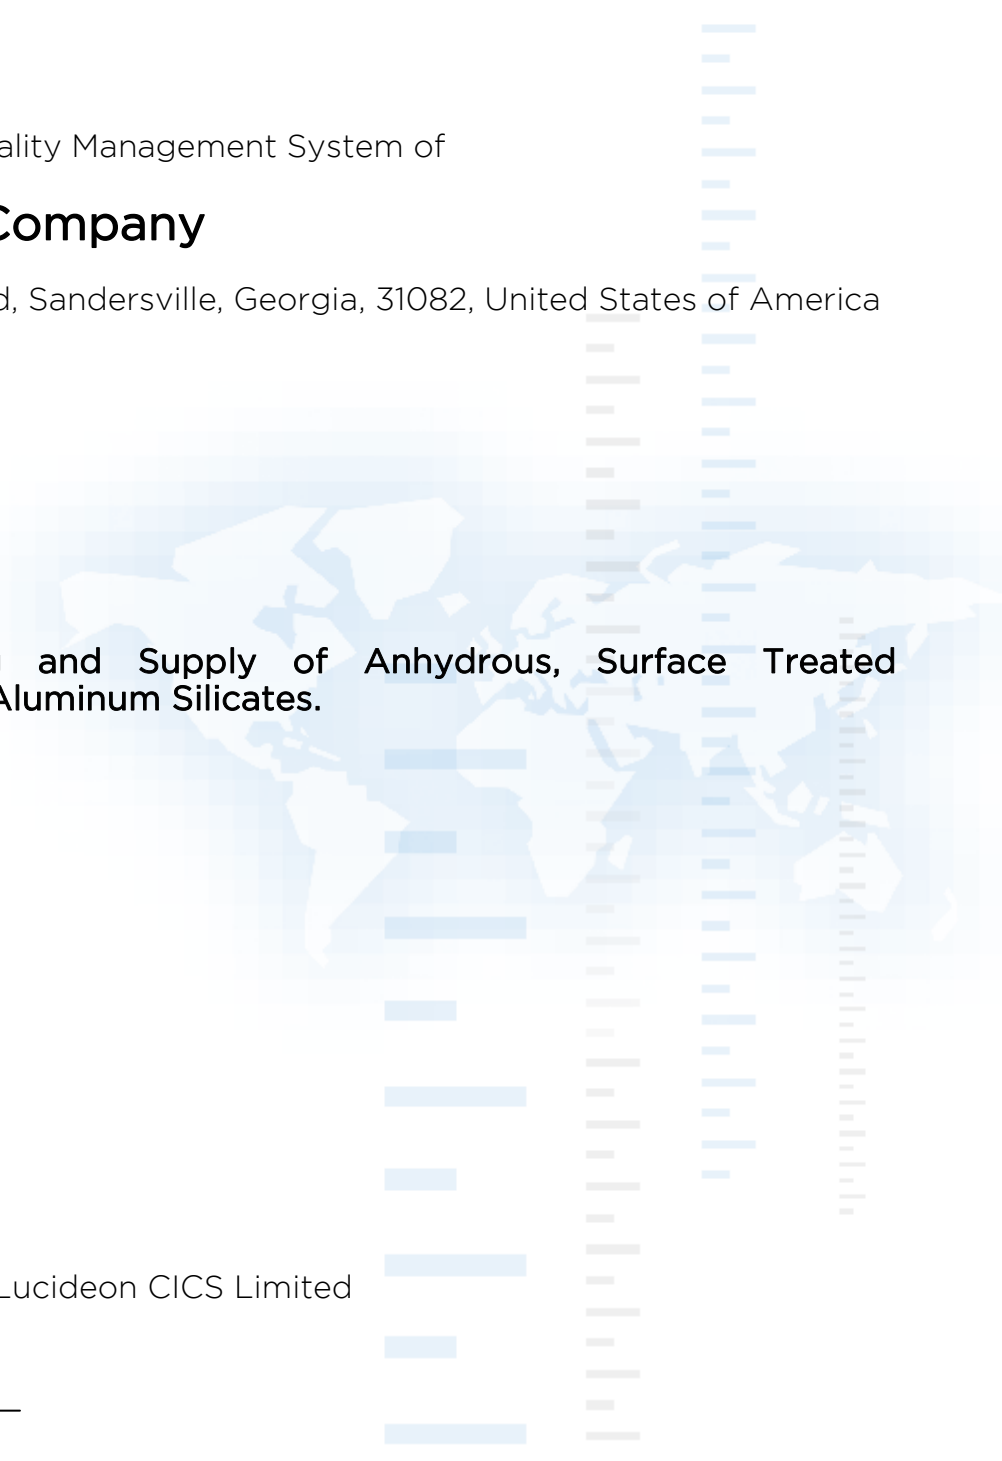 ality Management System of
Company
d, Sandersville, Georgia, 31082, United States of America
and Supply of Anhydrous, Surface Treated
Aluminum Silicates.
Lucideon CICS Limited